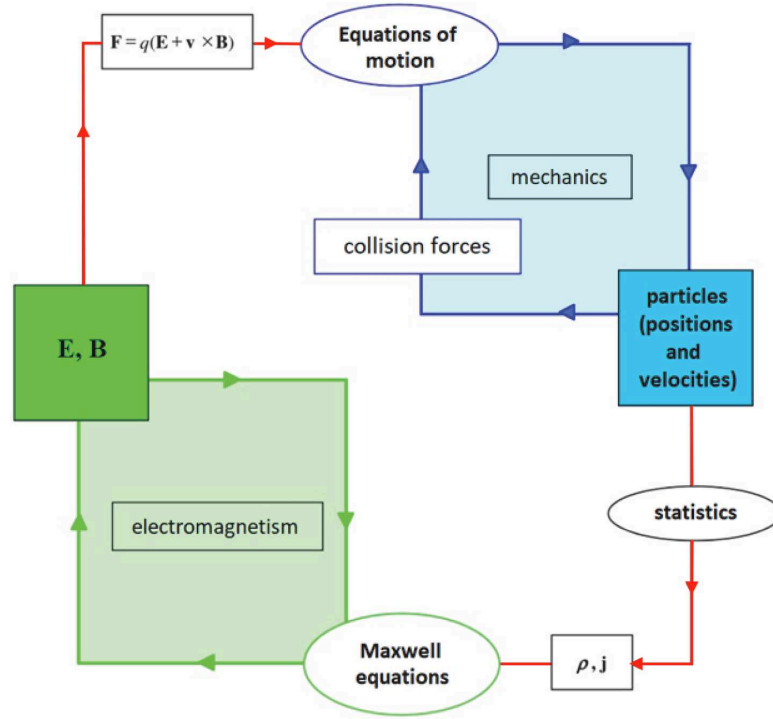 F = q(E + v × B)
Equations of
motion
mechanics
collision forces
particles
(positions
and
velocities)
E, B
electromagnetism
statistics
Maxwell
equations
ρ, j